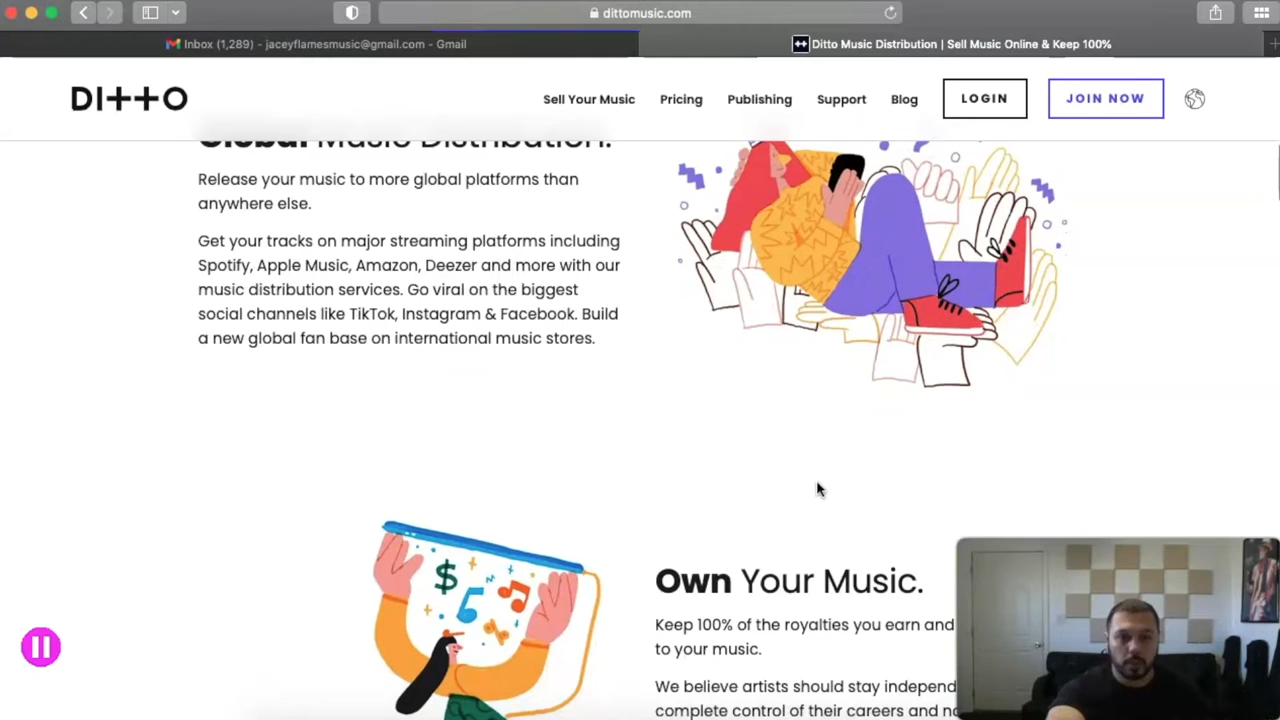 dittomusic.com
Inbox (1,289) - jaceyflamesmusic@gmail.com - Gmail
Ditto Music Distribution | Sell Music Online & Keep 100%
DITTO
Sell Your Music
Pricing
Publishing
Support
Blog
LOGIN
JOIN NOW
Global Music Distribution.
Release your music to more global platforms than
anywhere else.
Get your tracks on major streaming platforms including
Spotify, Apple Music, Amazon, Deezer and more with our
music distribution services. Go viral on the biggest
social channels like TikTok, Instagram & Facebook. Build
a new global fan base on international music stores.
$
Own Your Music.
Keep 100% of the royalties you earn and
to your music.
We believe artists should stay independ
complete control of their careers and